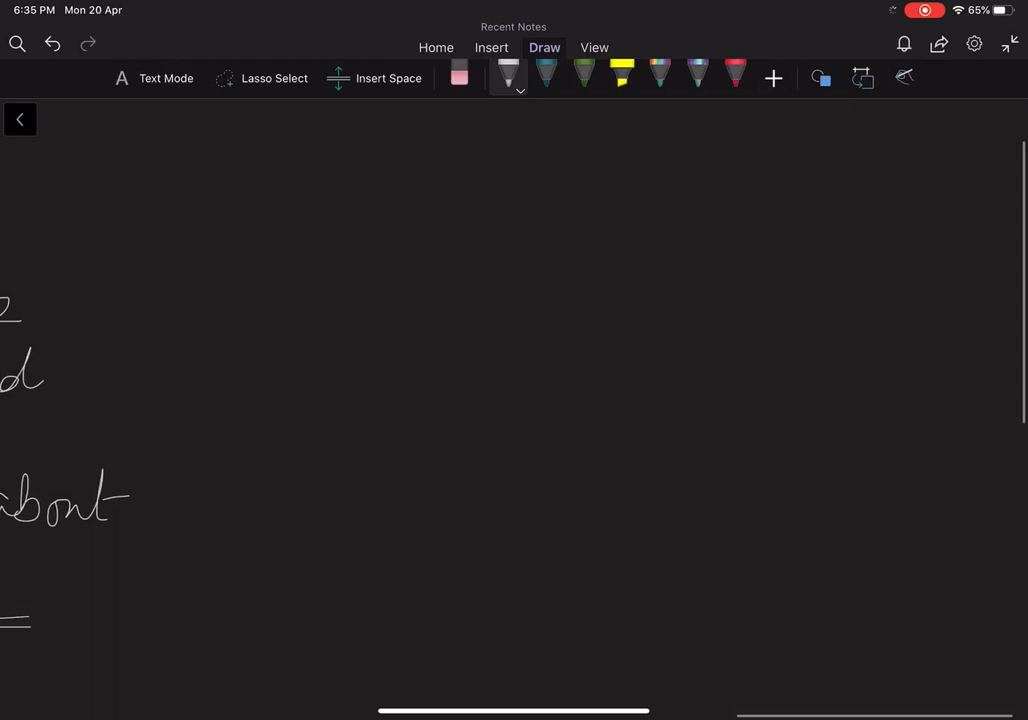 6:35 PM Mon 20 Apr 65%
Recent Notes
Home Insert Draw View
A Text Mode Lasso Select Insert Space
d
about
=